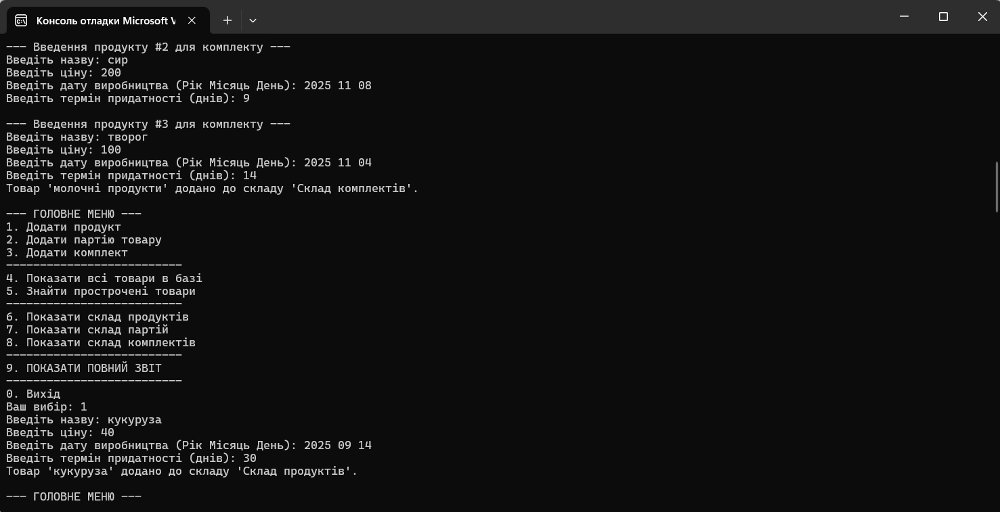 Консоль отладки Microsoft V
--- Введення продукту #2 для комплекту ---
Введіть назву: сир
Введіть ціну: 200
Введіть дату виробництва (Рік Місяць День): 2025 11 08
Введіть термін придатності (днів): 9
--- Введення продукту #3 для комплекту ---
Введіть назву: творог
Введіть ціну: 100
Введіть дату виробництва (Рік Місяць День): 2025 11 04
Введіть термін придатності (днів): 14
Товар 'молочні продукти' додано до складу 'Склад комплектів'.
--- ГОЛОВНЕ МЕНЮ ---
1. Додати продукт
2. Додати партію товару
3. Додати комплект
--------------------------
4. Показати всі товари в базі
5. Знайти прострочені товари
--------------------------
6. Показати склад продуктів
7. Показати склад партій
8. Показати склад комплектів
--------------------------
9. ПОКАЗАТИ ПОВНИЙ ЗВІТ
--------------------------
0. Вихід
Ваш вибір: 1
Введіть назву: кукуруза
Введіть ціну: 40
Введіть дату виробництва (Рік Місяць День): 2025 09 14
Введіть термін придатності (днів): 30
Товар 'кукуруза' додано до складу 'Склад продуктів'.
--- ГОЛОВНЕ МЕНЮ ---